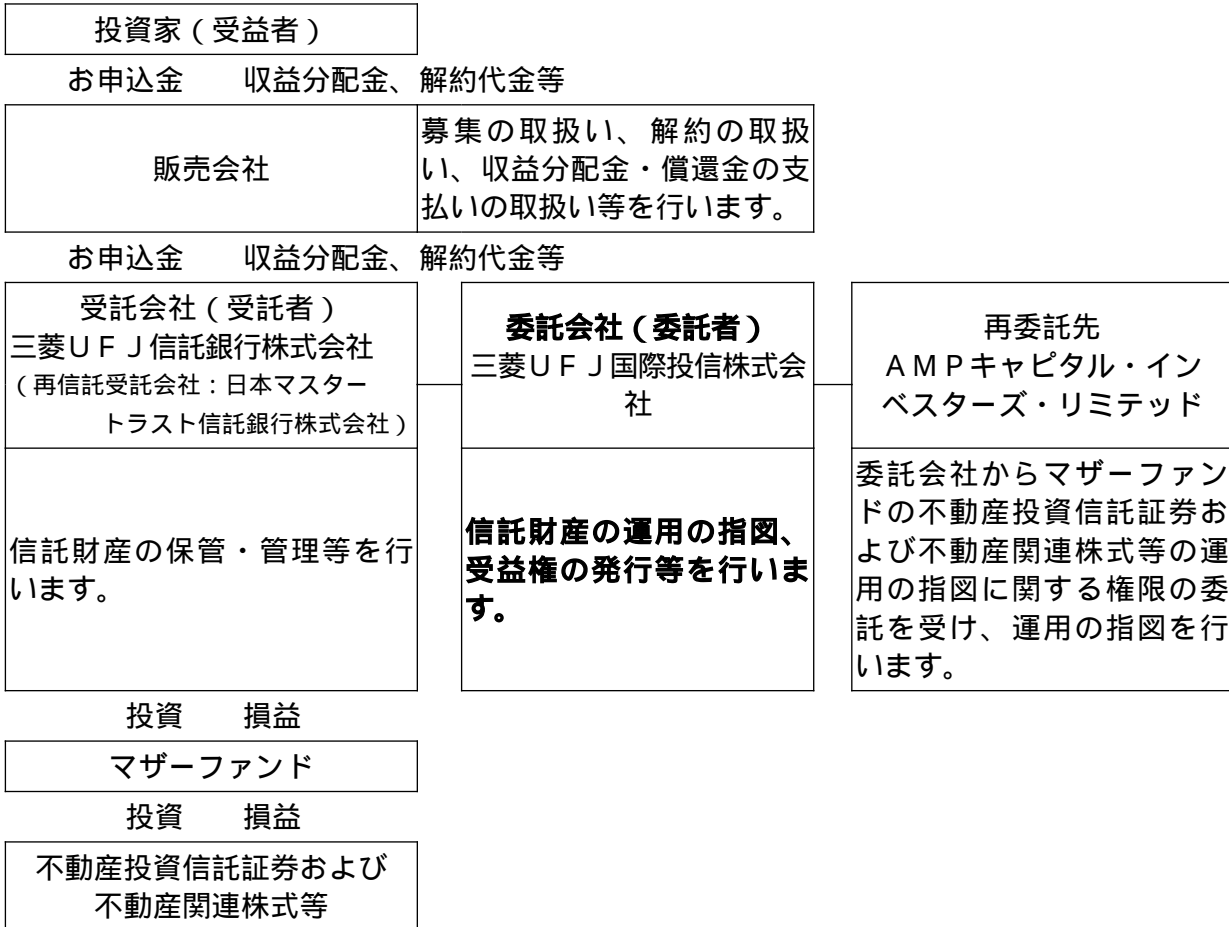 投資家（受益者）
お申込金　　収益分配金、解約代金等
販売会社
募集の取扱い、解約の取扱
い、収益分配金・償還金の支
払いの取扱い等を行います。
お申込金　　収益分配金、解約代金等
受託会社（受託者）
三菱ＵＦＪ信託銀行株式会社
（再信託受託会社：日本マスター
トラスト信託銀行株式会社）
委託会社（委託者）
三菱ＵＦＪ国際投信株式会
社
再委託先
ＡＭＰキャピタル・イン
ベスターズ・リミテッド
信託財産の保管・管理等を行
います。
信託財産の運用の指図、
受益権の発行等を行いま
す。
委託会社からマザーファン
ドの不動産投資信託証券お
よび不動産関連株式等の運
用の指図に関する権限の委
託を受け、運用の指図を行
います。
投資　　損益
マザーファンド
投資　　損益
不動産投資信託証券および
不動産関連株式等